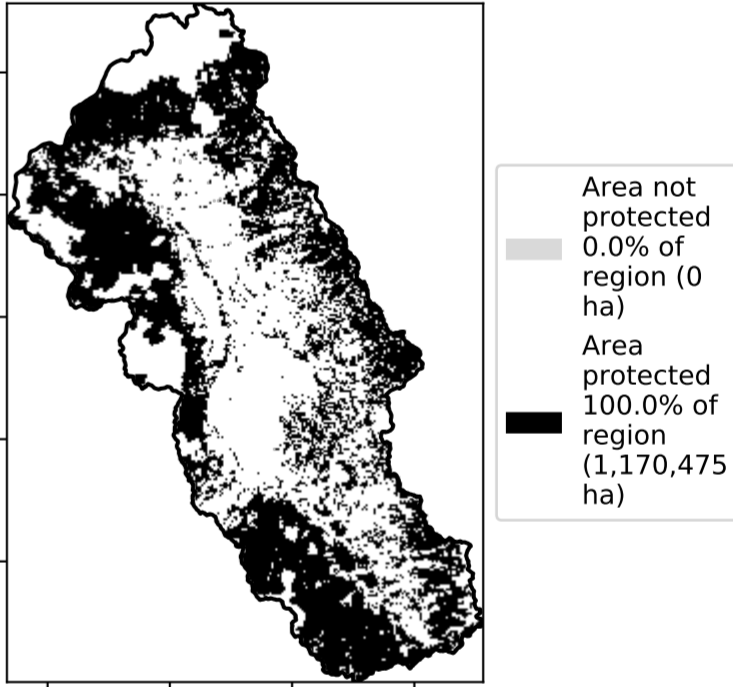 Area not
protected
0.0% of
region (0
ha)
Area
protected
100.0% of
region
(1,170,475
ha)